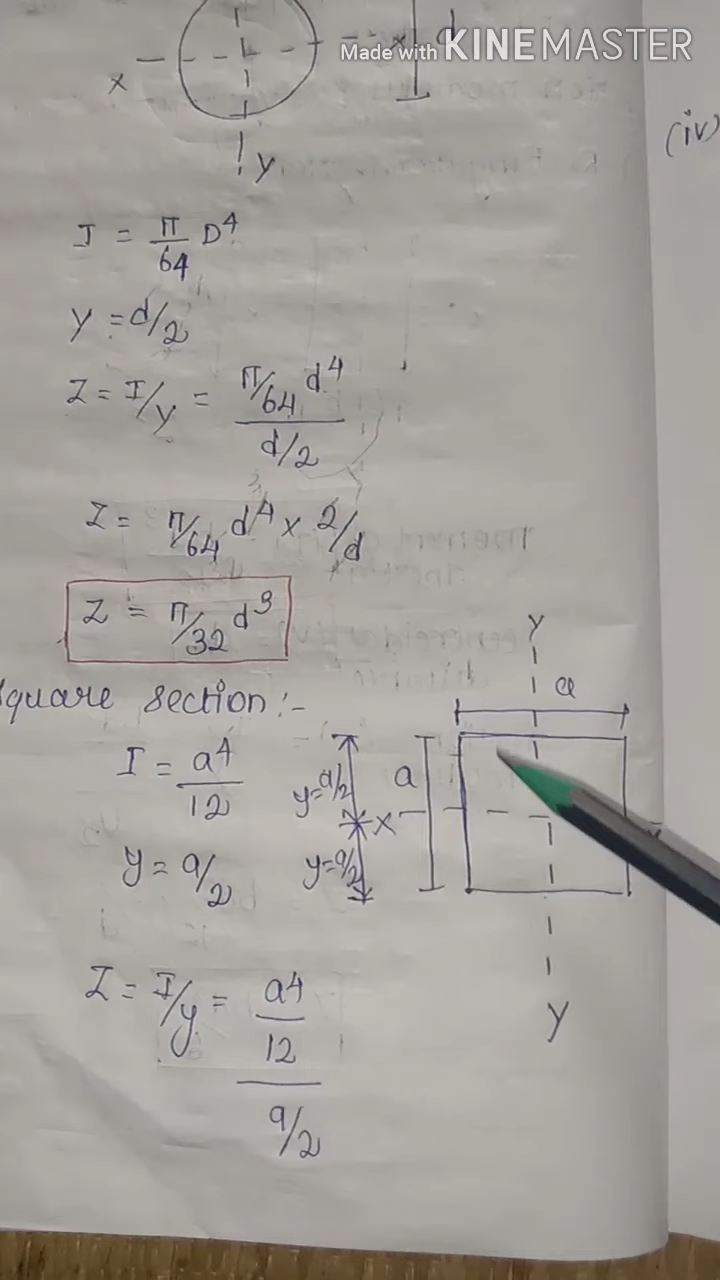 Made with KINEMASTER
d
x
x
y
(iv)
I = π/64 D⁴
y = d/2
Z = I/y = π/64 d⁴ / d/2
Z = π/64 d⁴ × 2/d
Z = π/32 d³
square section :-
I = a⁴/12
y = a/2
y
a
a
y=a/2
x
y=a/2
y
Z = I/y = a⁴/12 / a/2